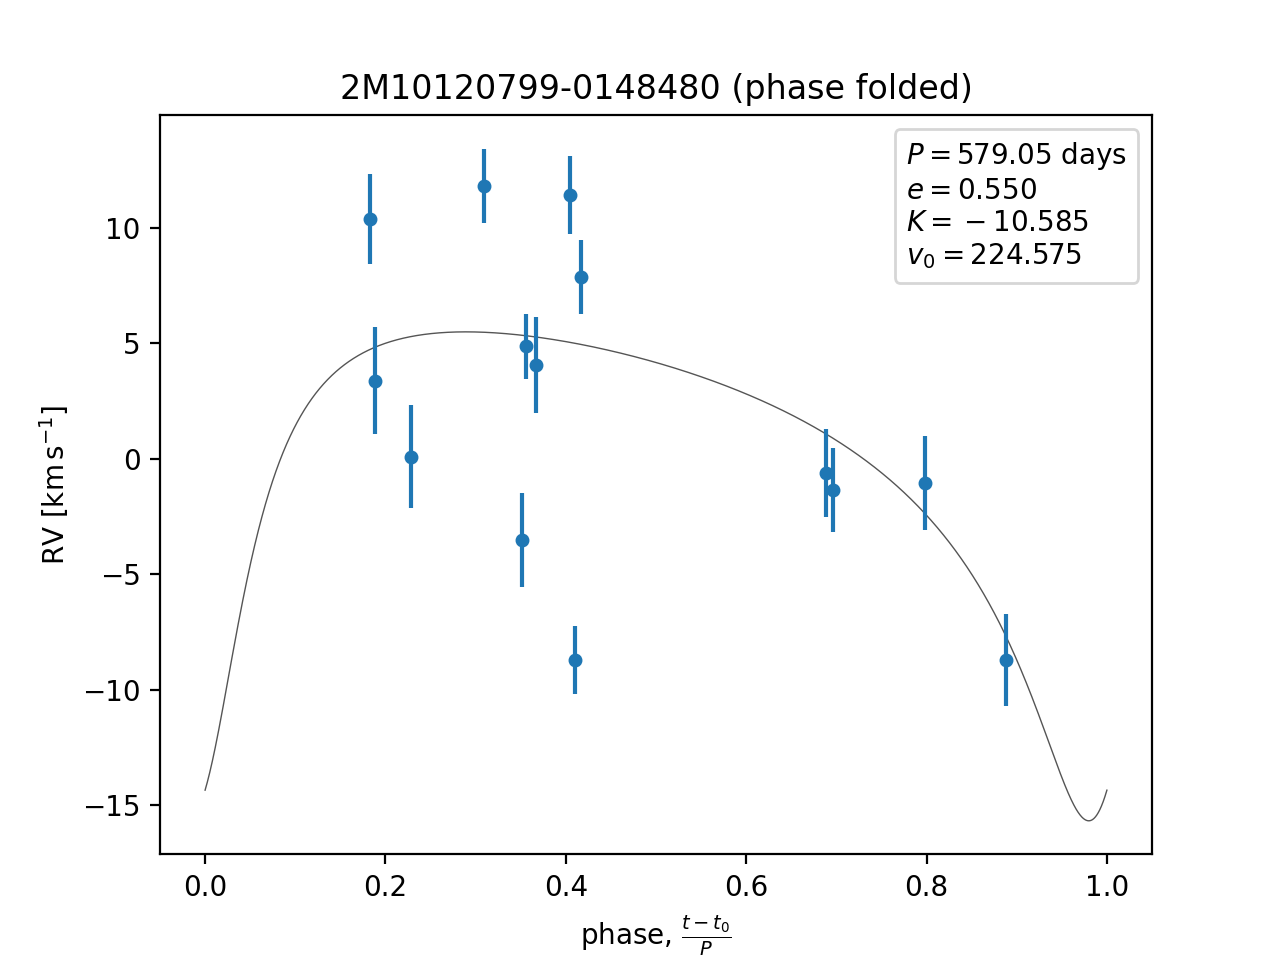 2M10120799-0148480 (phase folded)
P = 579.05 days
e = 0.550
K = −10.585
v₀ = 224.575
10
5
0
−5
−10
−15
RV [km s⁻¹]
0.0 0.2 0.4 0.6 0.8 1.0
phase, (t − t₀)/P